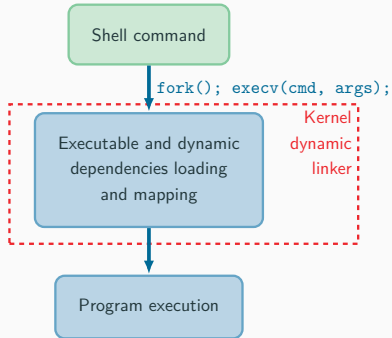 Shell command
fork(); execv(cmd, args);
Kernel
dynamic
linker
Executable and dynamic
dependencies loading
and mapping
Program execution